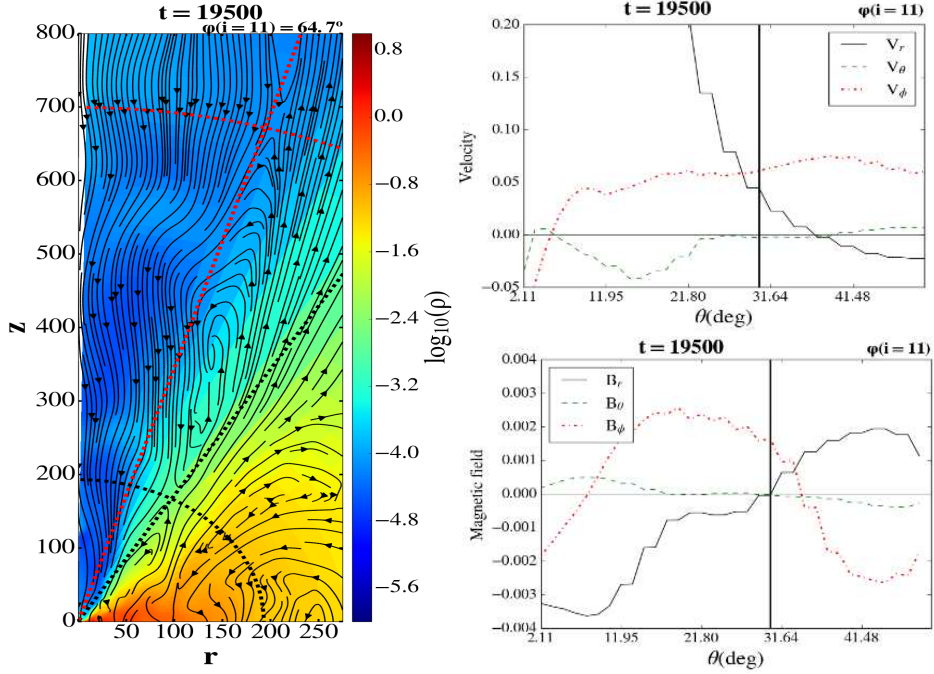 t = 19500
φ(i = 11) = 64.7°
800
700
600
500
400
300
200
100
0
z
50
100
150
200
250
r
0.8
0.0
−0.8
−1.6
−2.4
−3.2
−4.0
−4.8
−5.6
log10(ρ)
t = 19500
φ(i = 11)
0.20
0.15
0.10
0.05
0.00
−0.05
Velocity
Vr
Vθ
Vϕ
2.11
11.95
21.80
31.64
41.48
θ(deg)
t = 19500
φ(i = 11)
0.004
0.003
0.002
0.001
0.000
−0.001
−0.002
−0.003
−0.004
Magnetic field
Br
Bθ
Bϕ
2.11
11.95
21.80
31.64
41.48
θ(deg)